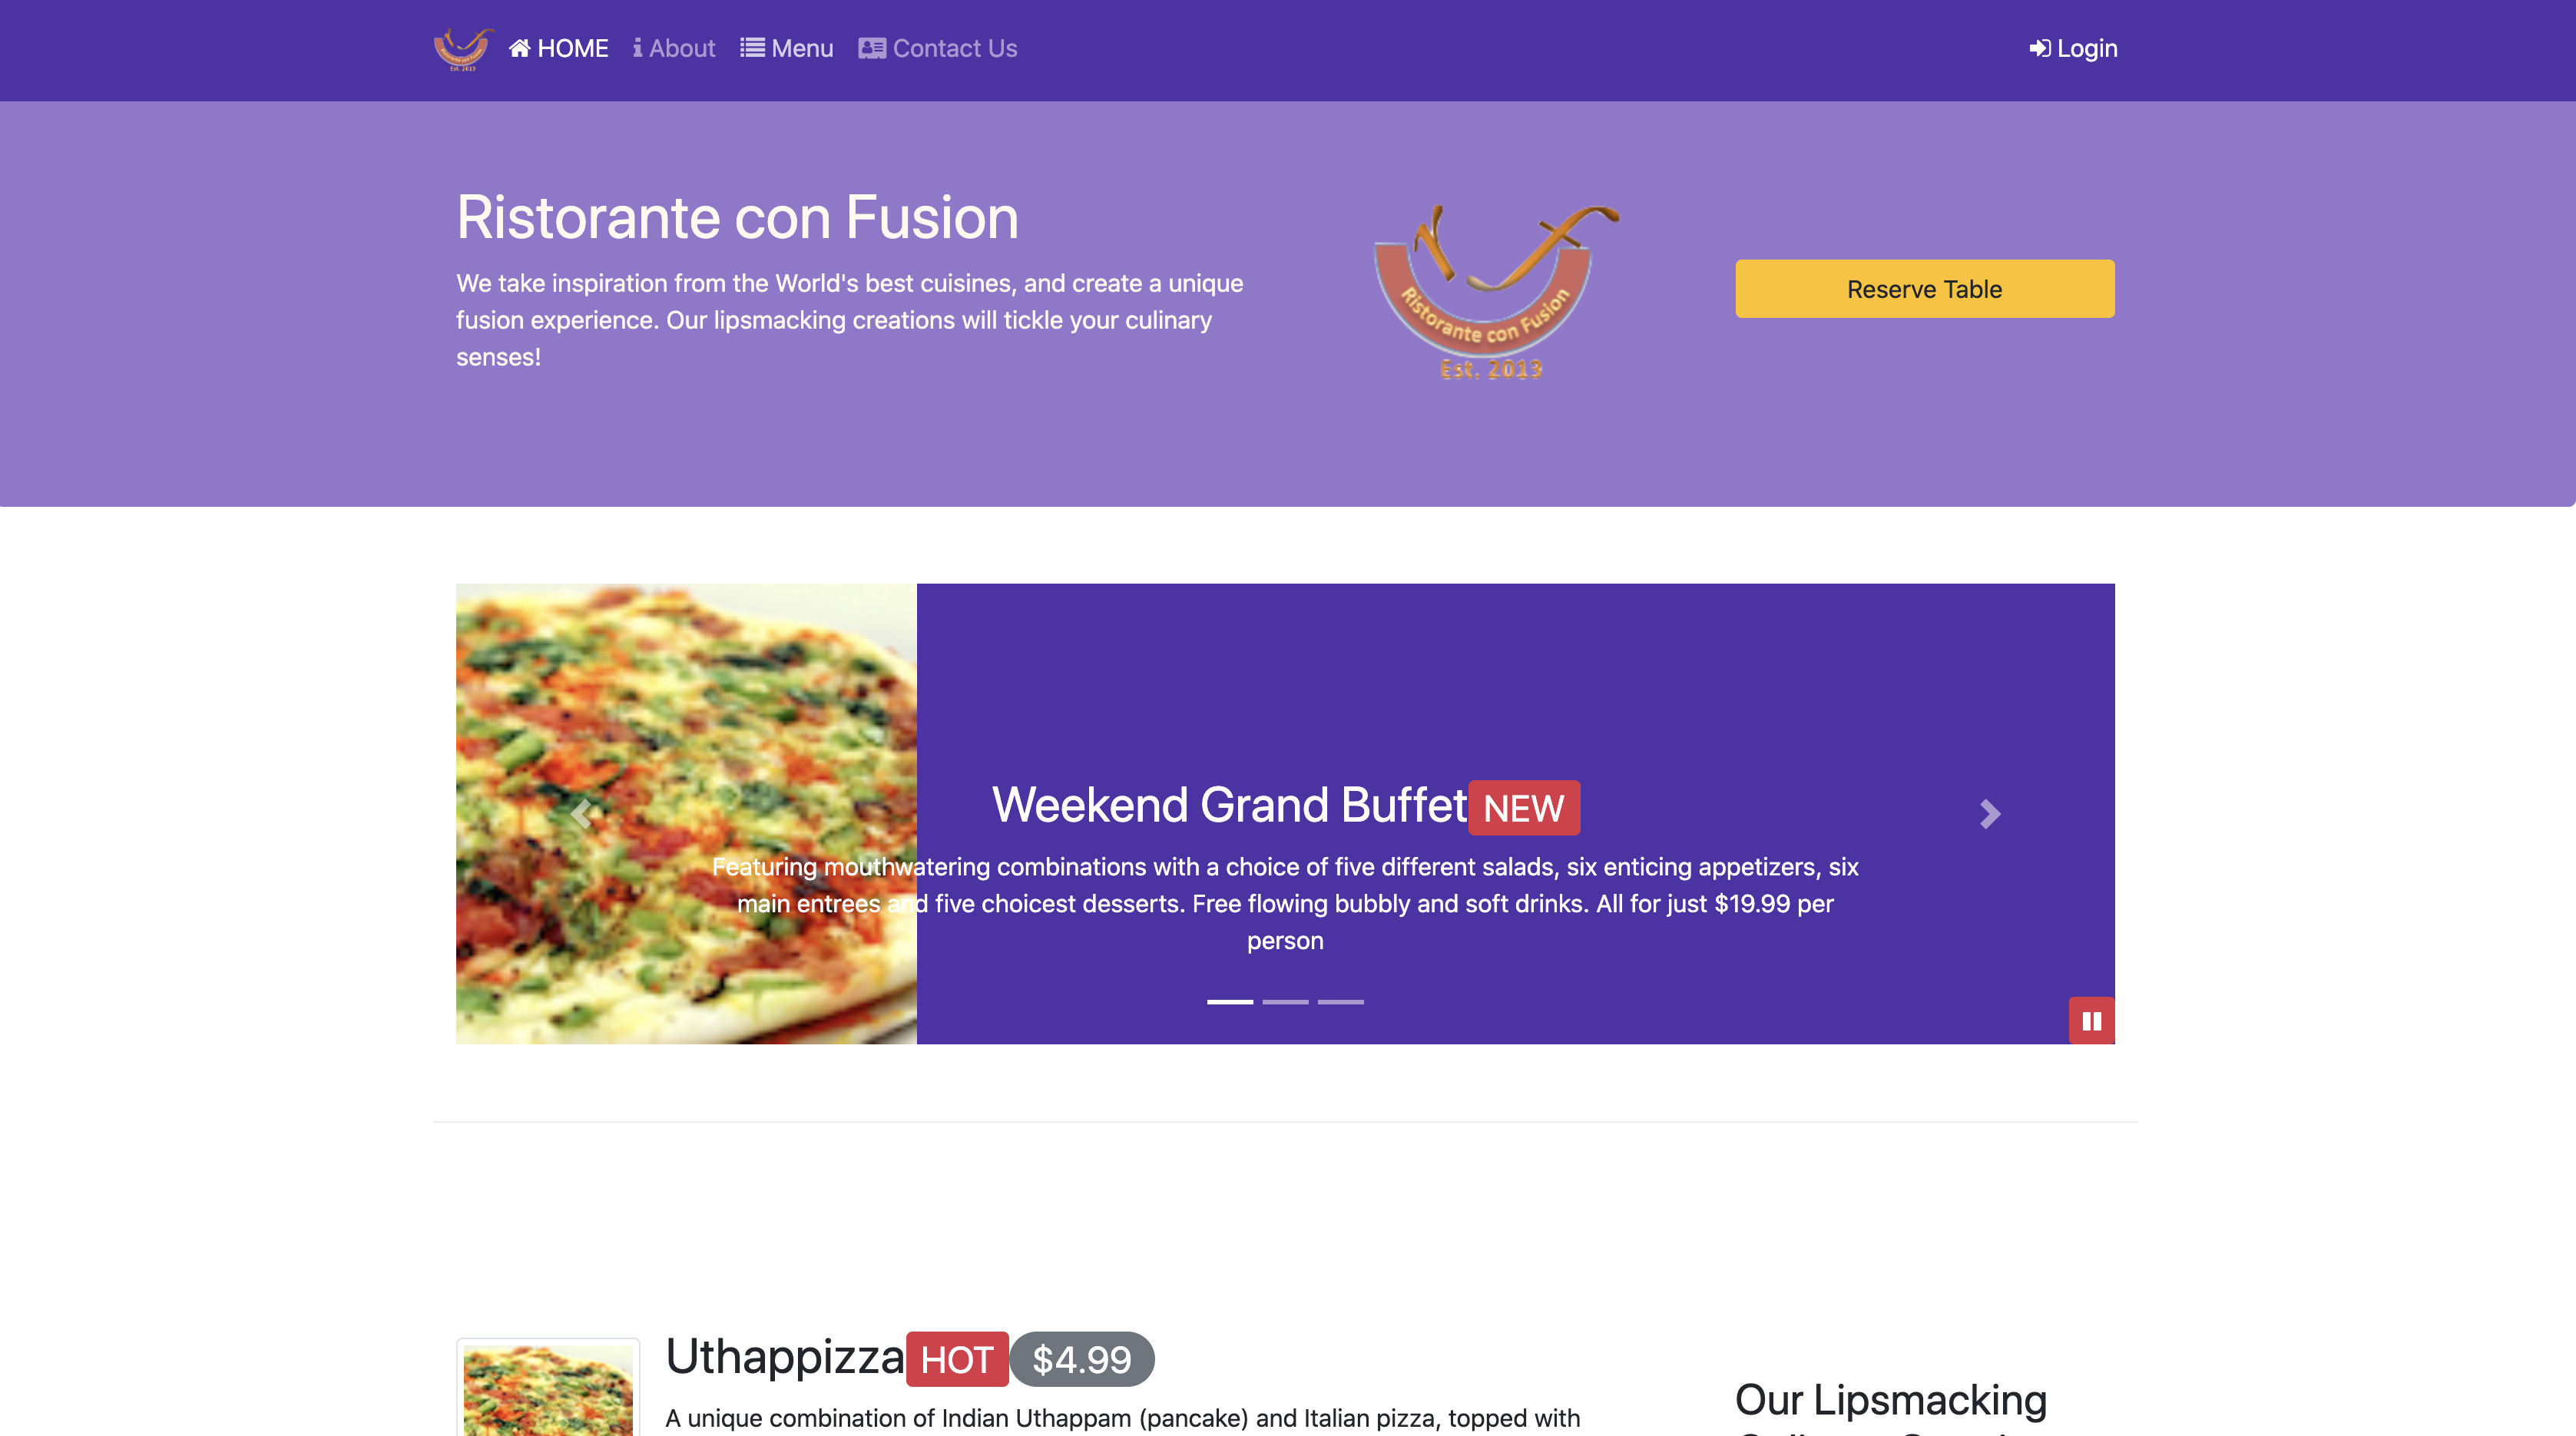 HOME About Menu Contact Us Login
Ristorante con Fusion
We take inspiration from the World's best cuisines, and create a unique
fusion experience. Our lipsmacking creations will tickle your culinary
senses!
Ristorante con Fusion
Est. 2013
Reserve Table
Weekend Grand Buffet NEW
Featuring mouthwatering combinations with a choice of five different salads, six enticing appetizers, six
main entrees and five choicest desserts. Free flowing bubbly and soft drinks. All for just $19.99 per
person
Uthappizza HOT $4.99
A unique combination of Indian Uthappam (pancake) and Italian pizza, topped with
Our Lipsmacking